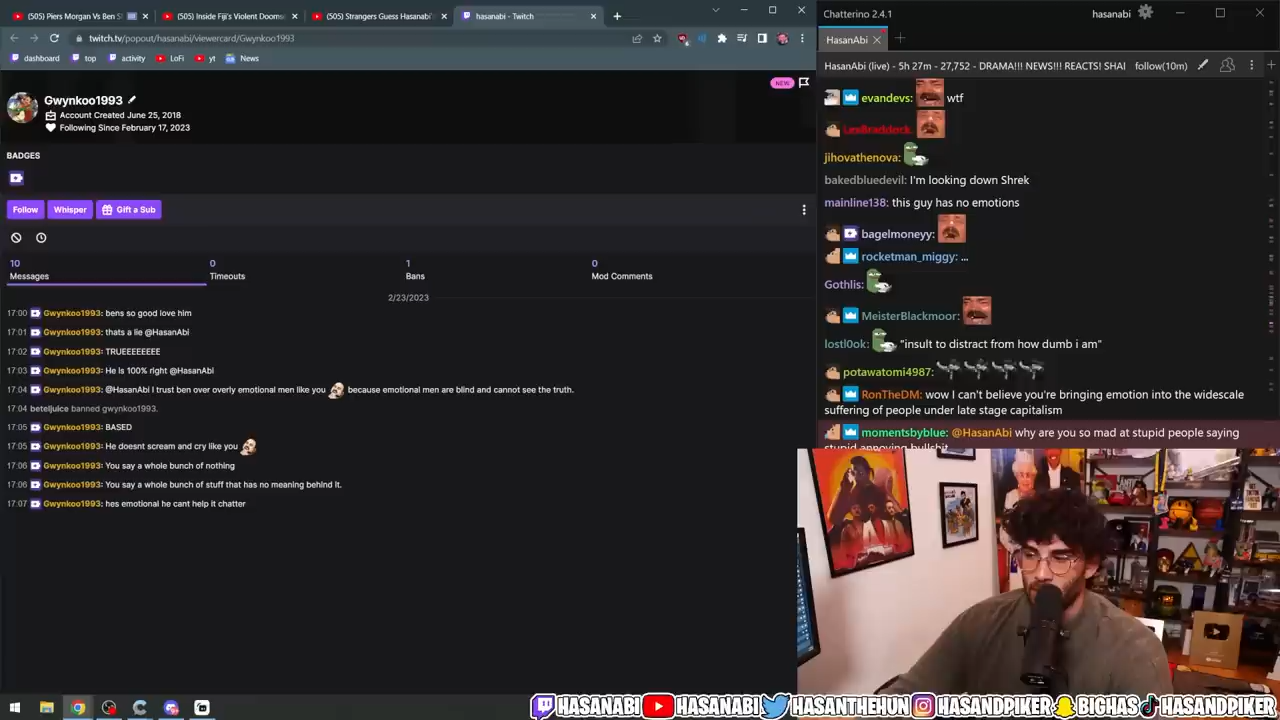 (505) Piers Morgan Vs Ben S
(505) Inside Fiji's Violent Doomse
(505) Strangers Guess Hasanabi'
hasanabi - Twitch
twitch.tv/popout/hasanabi/viewercard/Gwynkoo1993
dashboard
top
activity
LoFi
yt
News
NEW
Gwynkoo1993
Account Created June 25, 2018
Following Since February 17, 2023
BADGES
Follow
Whisper
Gift a Sub
10
Messages
0
Timeouts
1
Bans
0
Mod Comments
2/23/2023
17:00 Gwynkoo1993: bens so good love him
17:01 Gwynkoo1993: thats a lie @HasanAbi
17:02 Gwynkoo1993: TRUEEEEEEEE
17:03 Gwynkoo1993: He is 100% right @HasanAbi
17:04 Gwynkoo1993: @HasanAbi I trust ben over overly emotional men like you because emotional men are blind and cannot see the truth.
17:04 beteljuice banned gwynkoo1993.
17:05 Gwynkoo1993: BASED
17:05 Gwynkoo1993: He doesnt scream and cry like you
17:06 Gwynkoo1993: You say a whole bunch of nothing
17:06 Gwynkoo1993: You say a whole bunch of stuff that has no meaning behind it.
17:07 Gwynkoo1993: hes emotional he cant help it chatter
Chatterino 2.4.1
hasanabi
HasanAbi
HasanAbi (live) - 5h 27m - 27,752 - DRAMA!!! NEWS!!! REACTS! SHAI
follow(10m)
evandevs: wtf
jihovathenova:
bakedbluedevil: I'm looking down Shrek
mainline138: this guy has no emotions
bagelmoneyy:
rocketman_miggy: ...
Gothlis:
MeisterBlackmoor:
lostl0ok: "insult to distract from how dumb i am"
potawatomi4987:
RonTheDM: wow I can't believe you're bringing emotion into the widescale
suffering of people under late stage capitalism
momentsbyblue: @HasanAbi why are you so mad at stupid people saying
stupid annoying bullshit
HASANABI
HASANABI
HASANTHEHUN
HASANDPIKER
BIGHAS
HASANDPIKER